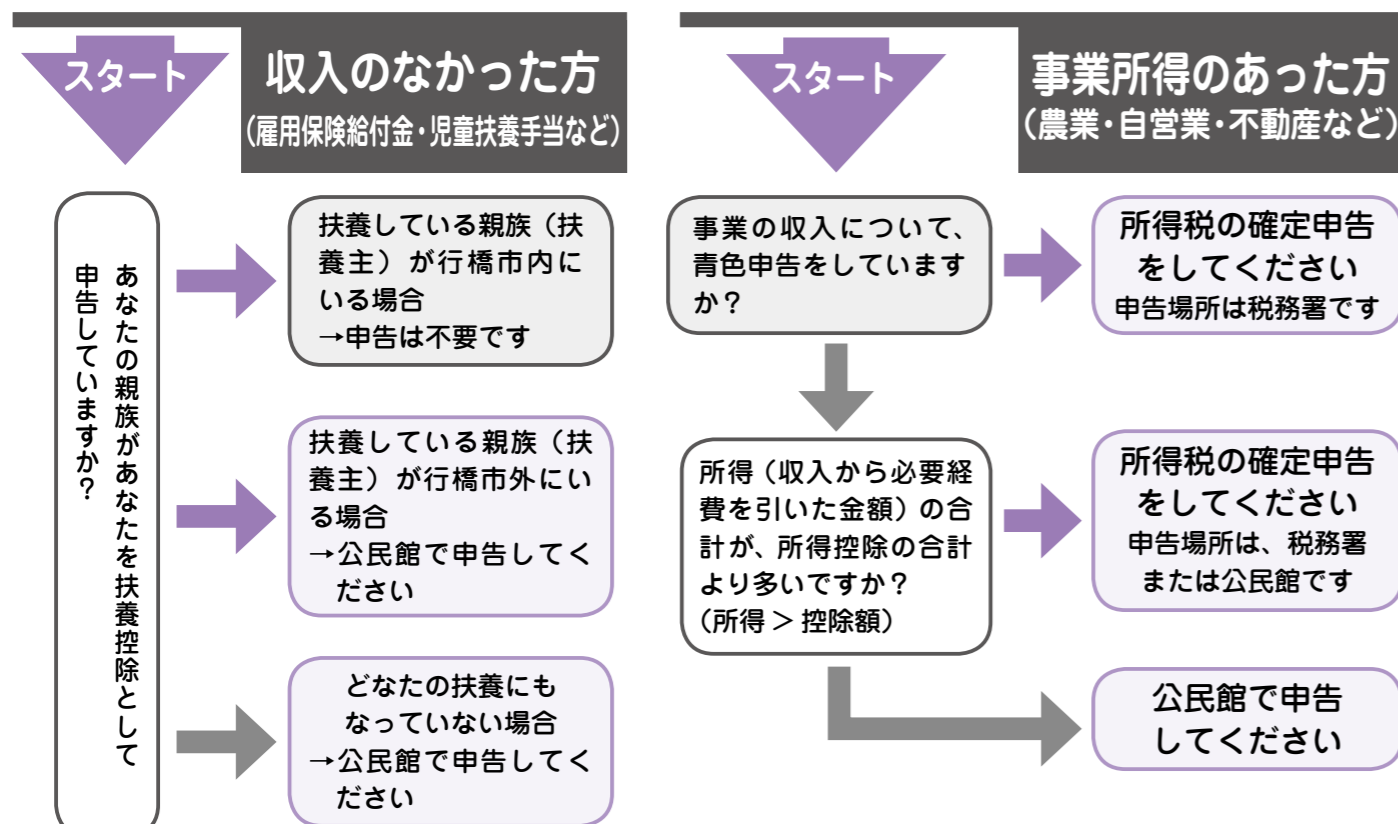 スタート
収入のなかった方
（雇用保険給付金・児童扶養手当など）
あなたの親族があなたを扶養控除として
申告していますか？
扶養している親族（扶
養主）が行橋市内に
いる場合
→申告は不要です
扶養している親族（扶
養主）が行橋市外にい
る場合
→公民館で申告してく
ださい
どなたの扶養にも
なっていない場合
→公民館で申告してく
ださい
スタート
事業所得のあった方
（農業・自営業・不動産など）
事業の収入について、
青色申告をしています
か？
所得税の確定申告
をしてください
申告場所は税務署です
所得（収入から必要経
費を引いた金額）の合
計が、所得控除の合計
より多いですか？
（所得 > 控除額）
所得税の確定申告
をしてください
申告場所は、税務署
または公民館です
公民館で申告
してください